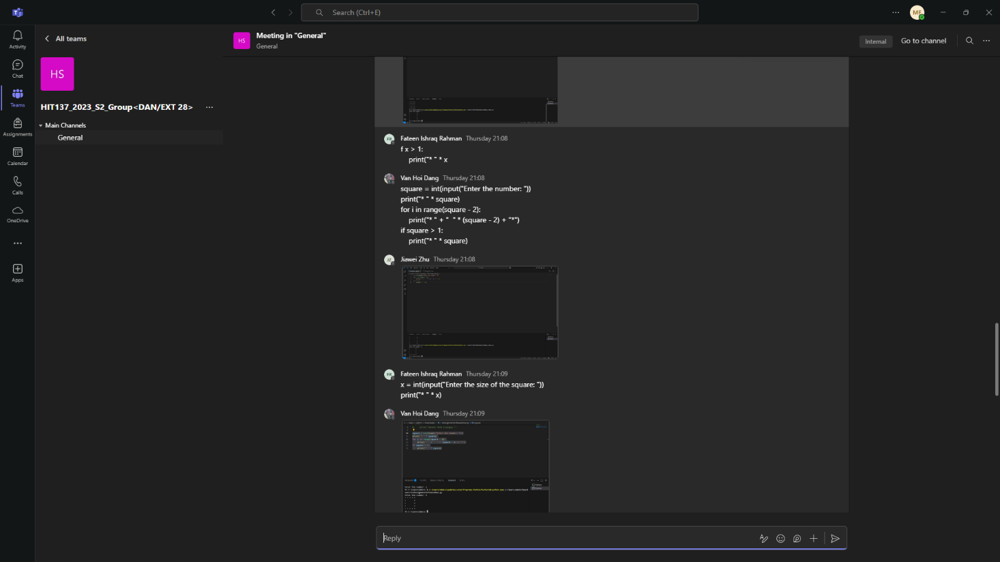 Search (Ctrl+E)
MF
Activity
Chat
Teams
Assignments
Calendar
Calls
OneDrive
Apps
All teams
HS
HIT137_2023_S2_Group<DAN/EXT 28>
Main Channels
General
HS
Meeting in "General"
General
Internal
Go to channel
FR
Fateen Ishraq Rahman Thursday 21:08
f x > 1:
print("* " * x
Van Hoi Dang Thursday 21:08
square = int(input("Enter the number: "))
print("* " * square)
for i in range(square - 2):
print("* " + "  " * (square - 2) + "*")
if square > 1:
print("* " * square)
JZ
Jiawei Zhu Thursday 21:08
FR
Fateen Ishraq Rahman Thursday 21:09
x = int(input("Enter the size of the square: "))
print("* " * x)
Van Hoi Dang Thursday 21:09
Reply